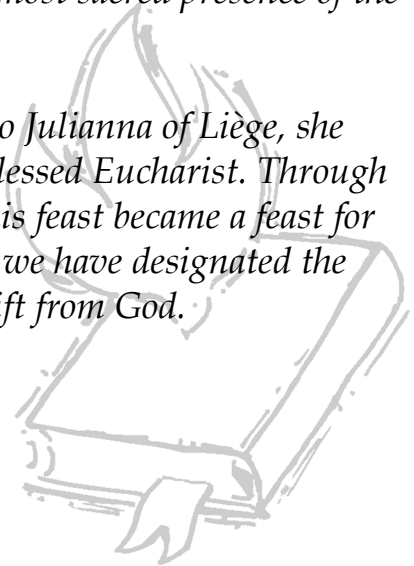 most sacred presence of the
o Julianna of Liège, she
lessed Eucharist. Through
is feast became a feast for
we have designated the
ift from God.